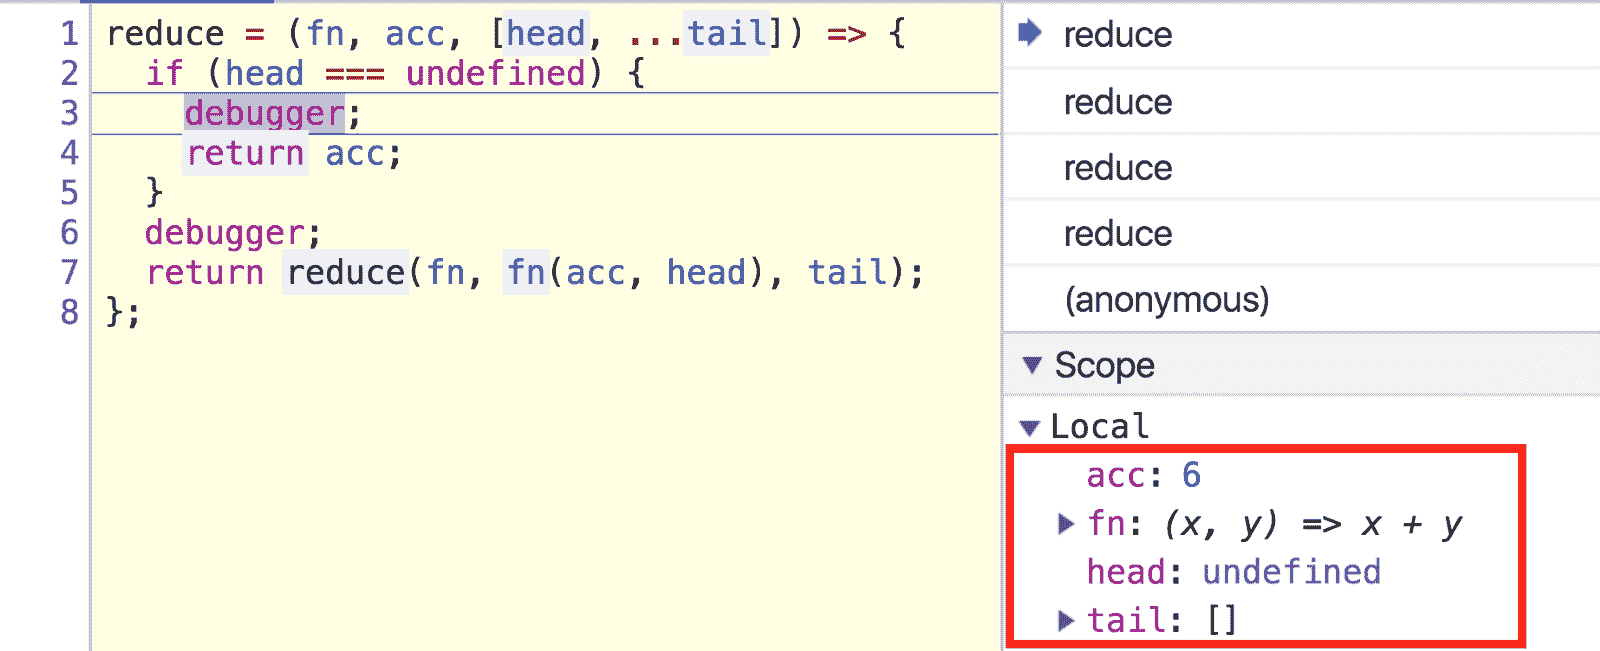 1 reduce = (fn, acc, [head, ...tail]) => {
2 if (head === undefined) {
3 debugger;
4 return acc;
5 }
6 debugger;
7 return reduce(fn, fn(acc, head), tail);
8 };
reduce
reduce
reduce
reduce
(anonymous)
Scope
Local
acc: 6
fn: (x, y) => x + y
head: undefined
tail: []